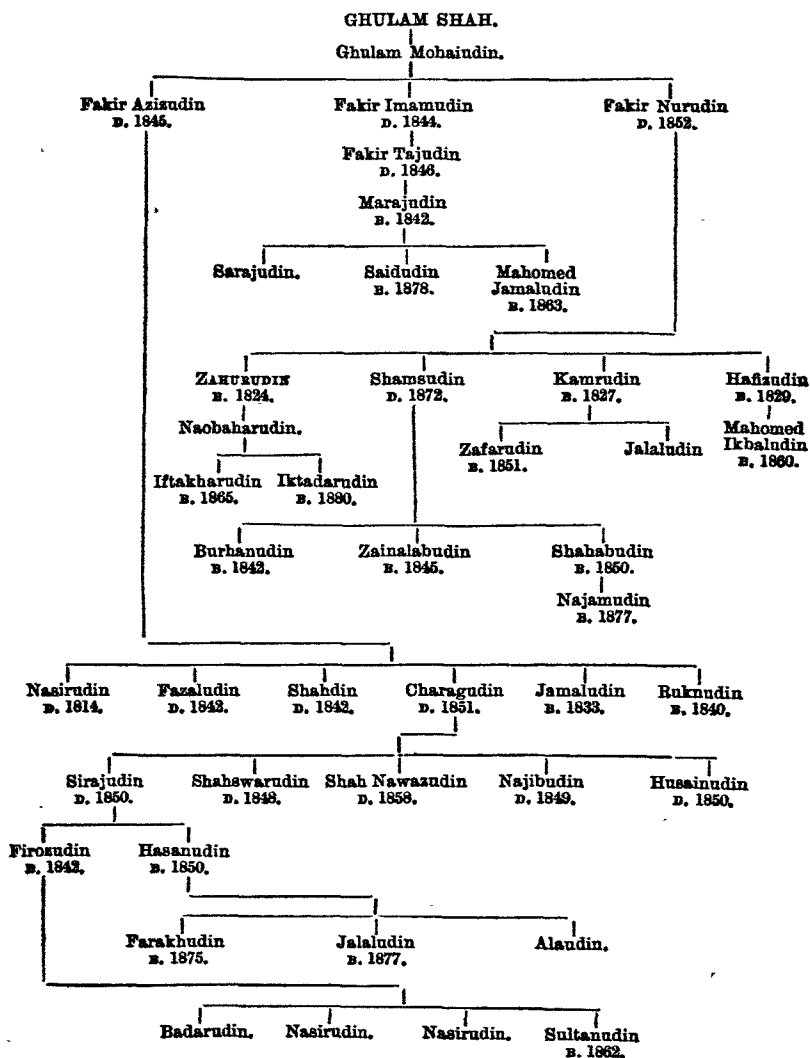 GHULAM SHAH.
Ghulam Mohaiudin.
Fakir Azizudin Fakir Imamudin Fakir Nurudin
D. 1845. D. 1844. D. 1852.
Fakir Tajudin
D. 1846.
Marajudin
B. 1842.
Sarajudin. Saidudin Mahomed
B. 1878. Jamaludin
B. 1863.
ZAHURUDIN Shamsudin Kamrudin Hafizudin
B. 1824. D. 1872. B. 1827. B. 1829.
Naobaharudin. Mahomed
Zafarudin Jalaludin Ikbaludin
B. 1851. B. 1860.
Iftakharudin Iktadarudin
B. 1865. B. 1880.
Burhanudin Zainalabudin Shahabudin
B. 1842. B. 1845. B. 1850.
Najamudin
B. 1877.
Nasirudin Fazaludin Shahdin Charagudin Jamaludin Ruknudin
D. 1814. D. 1842. D. 1842. D. 1851. B. 1833. B. 1840.
Sirajudin Shahswarudin Shah Nawazudin Najibudin Husainudin
D. 1850. D. 1848. D. 1858. D. 1849. D. 1850.
Firozudin Hasanudin
B. 1842. B. 1850.
Farakhudin Jalaludin Alaudin.
B. 1875. B. 1877.
Badarudin. Nasirudin. Nasirudin. Sultanudin
B. 1862.